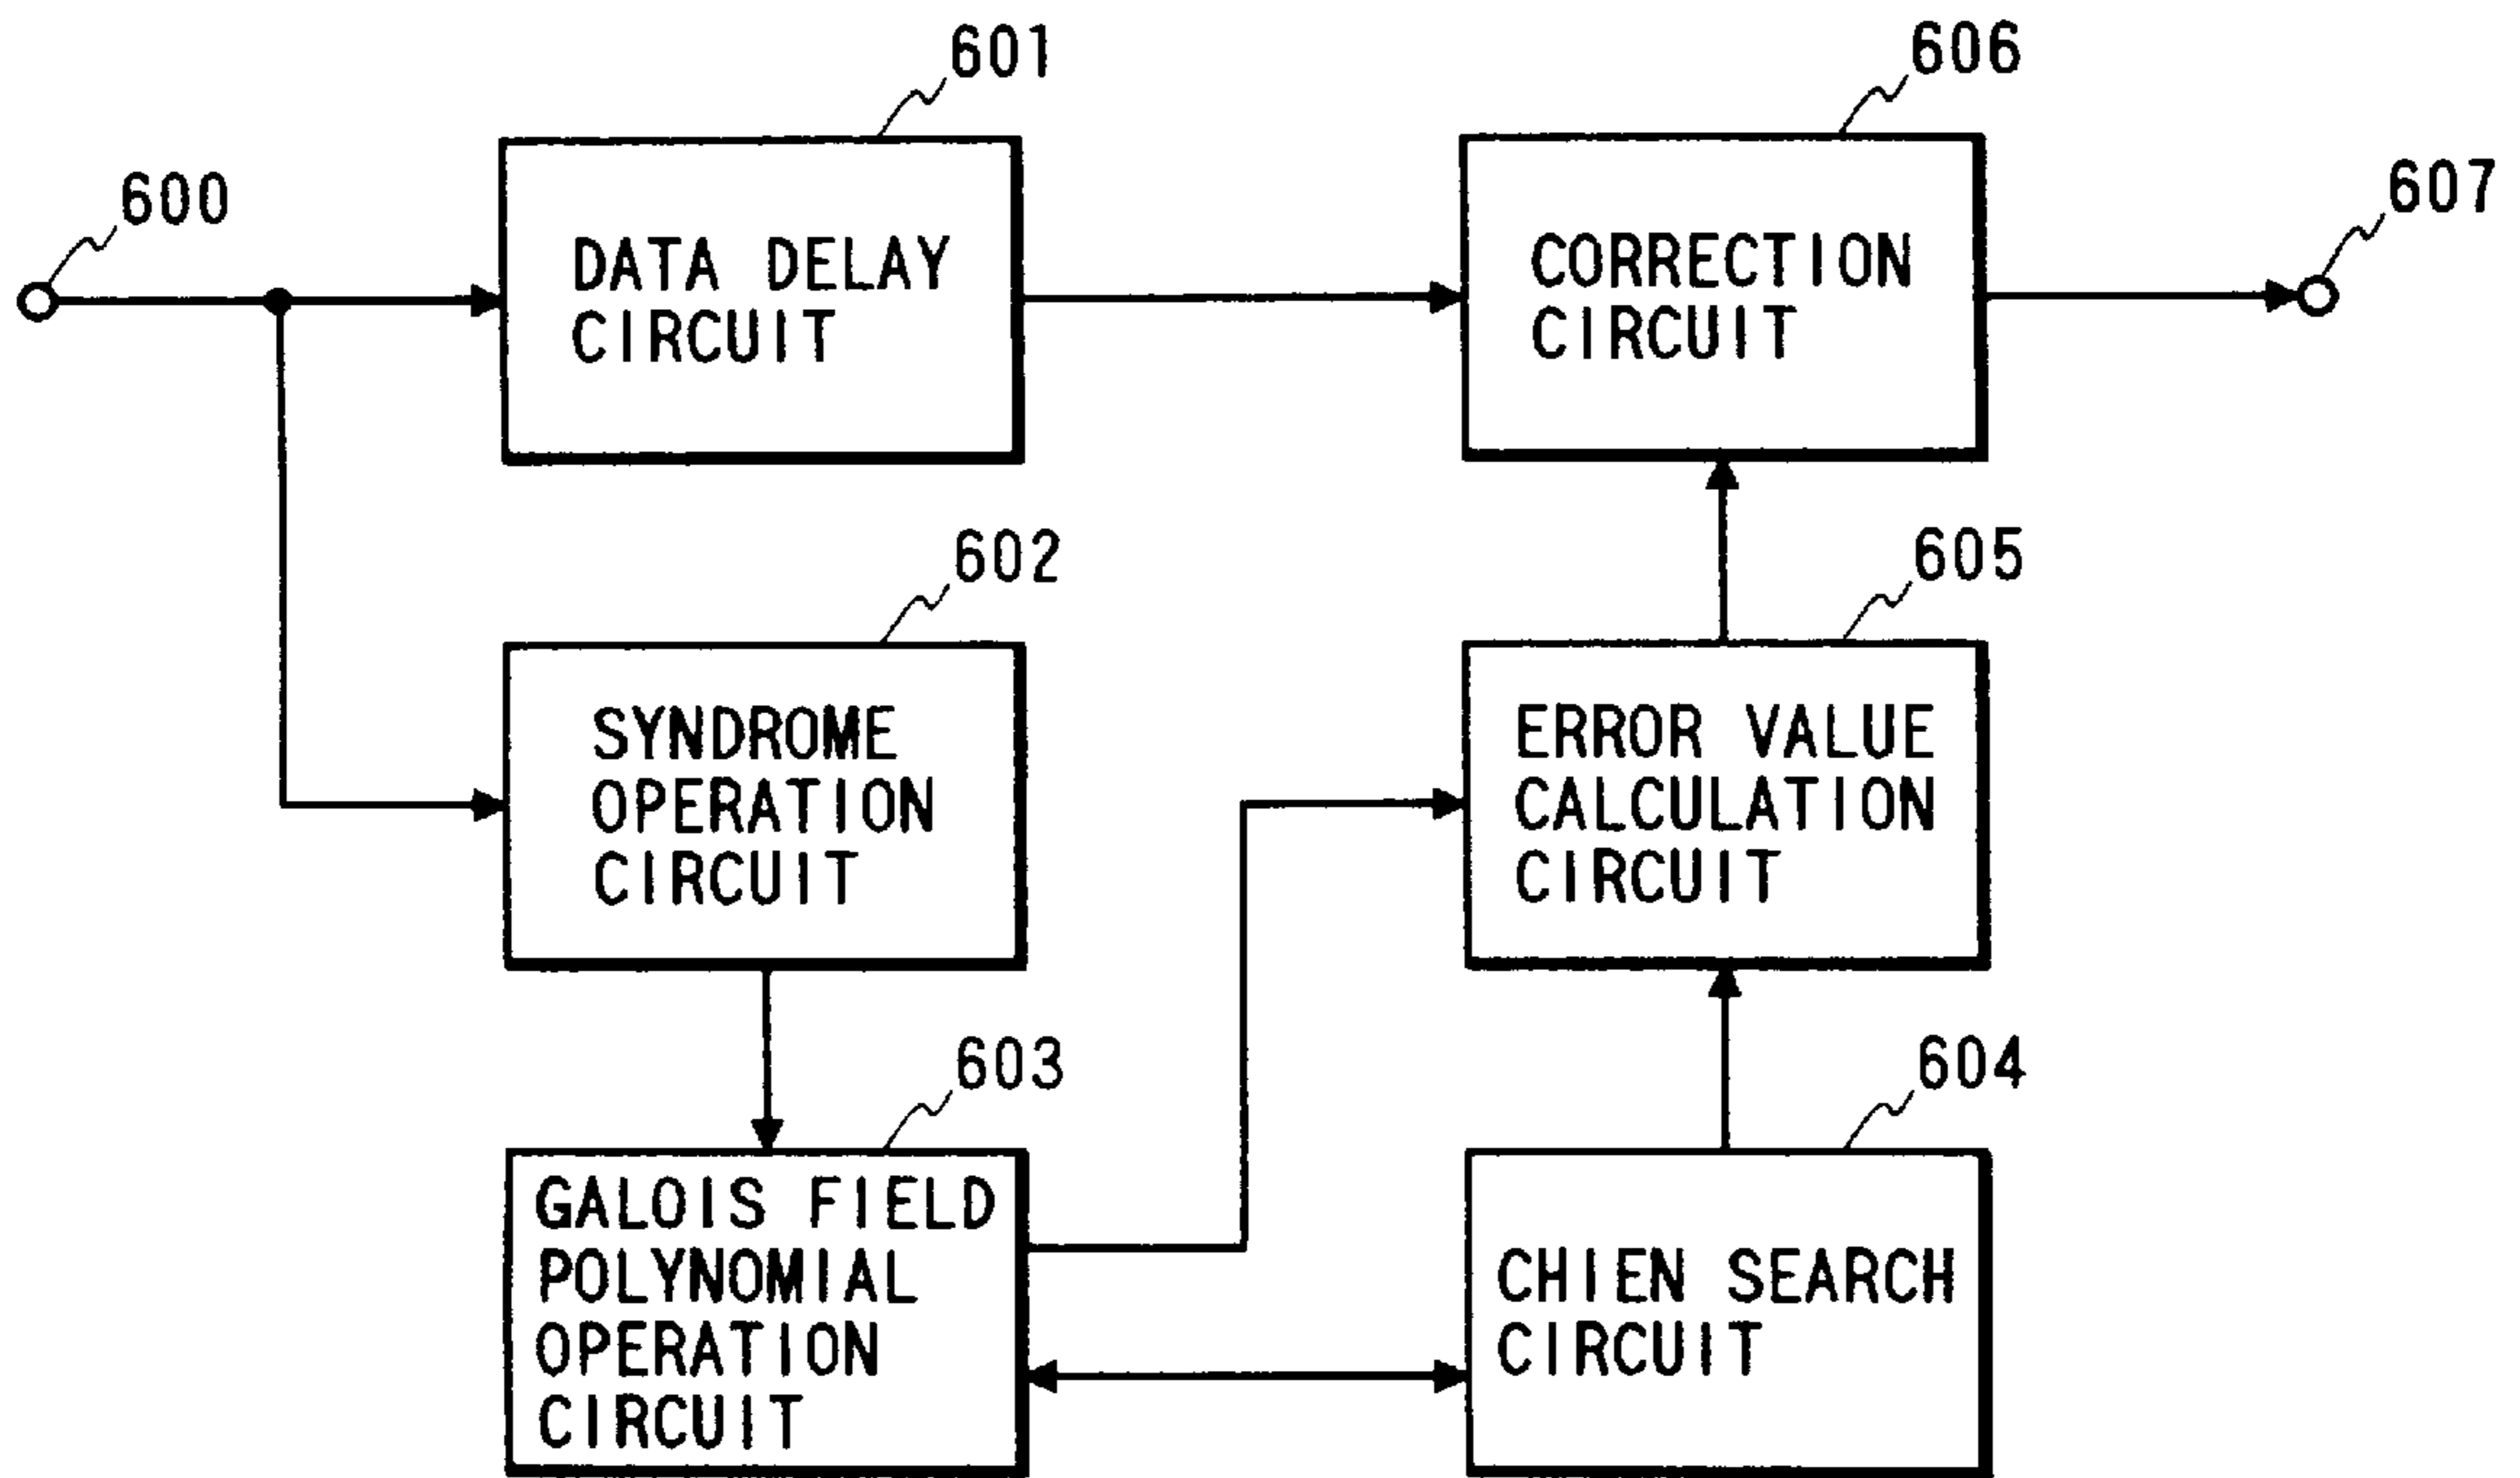 601
606
600
607
DATA DELAY
CIRCUIT
CORRECTION
CIRCUIT
602
605
SYNDROME
OPERATION
CIRCUIT
ERROR VALUE
CALCULATION
CIRCUIT
603
604
GALOIS FIELD
POLYNOMIAL
OPERATION
CIRCUIT
CHIEN SEARCH
CIRCUIT